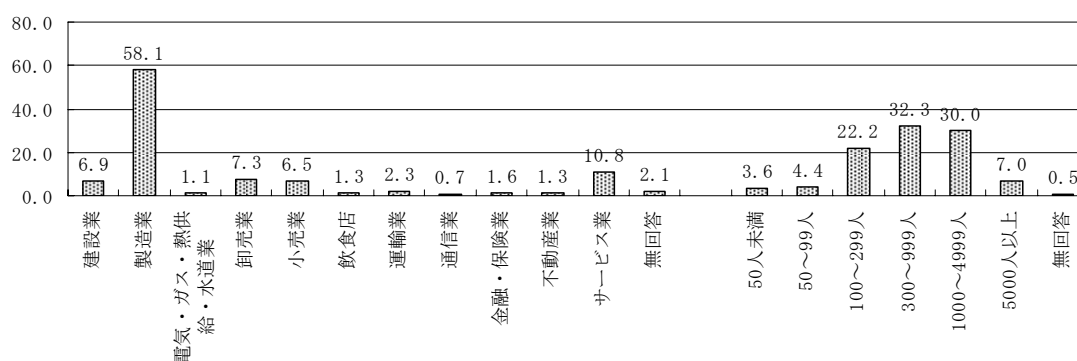 80.0
60.0
40.0
20.0
0.0
6.9
58.1
1.1
7.3
6.5
1.3
2.3
0.7
1.6
1.3
10.8
2.1
3.6
4.4
22.2
32.3
30.0
7.0
0.5
建設業
製造業
電気・ガス・熱供
給・水道業
卸売業
小売業
飲食店
運輸業
通信業
金融・保険業
不動産業
サービス業
無回答
50人未満
50～99人
100～299人
300～999人
1000～4999人
5000人以上
無回答